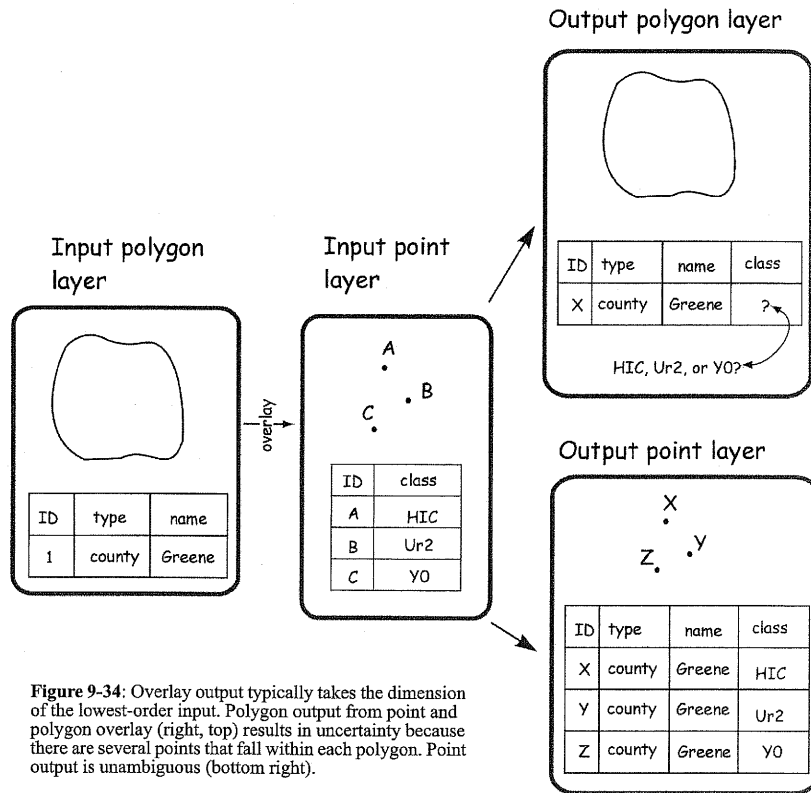 Output polygon layer
ID type name class
X county Greene ?
HIC, Ur2, or Y0?
Input polygon
layer
ID type name
1 county Greene
overlay
Input point
layer
A
B
C
ID class
A HIC
B Ur2
C Y0
Output point layer
X
Y
Z
ID type name class
X county Greene HIC
Y county Greene Ur2
Z county Greene Y0
Figure 9-34: Overlay output typically takes the dimension
of the lowest-order input. Polygon output from point and
polygon overlay (right, top) results in uncertainty because
there are several points that fall within each polygon. Point
output is unambiguous (bottom right).